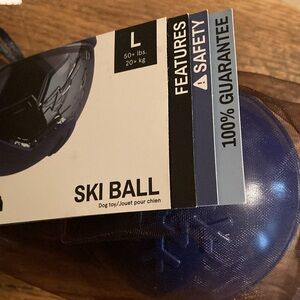 L
50+ lbs.
20+ kg
FEATURES
SAFETY
100% GUARANTEE
SKI BALL
Dog toy/Jouet pour chien